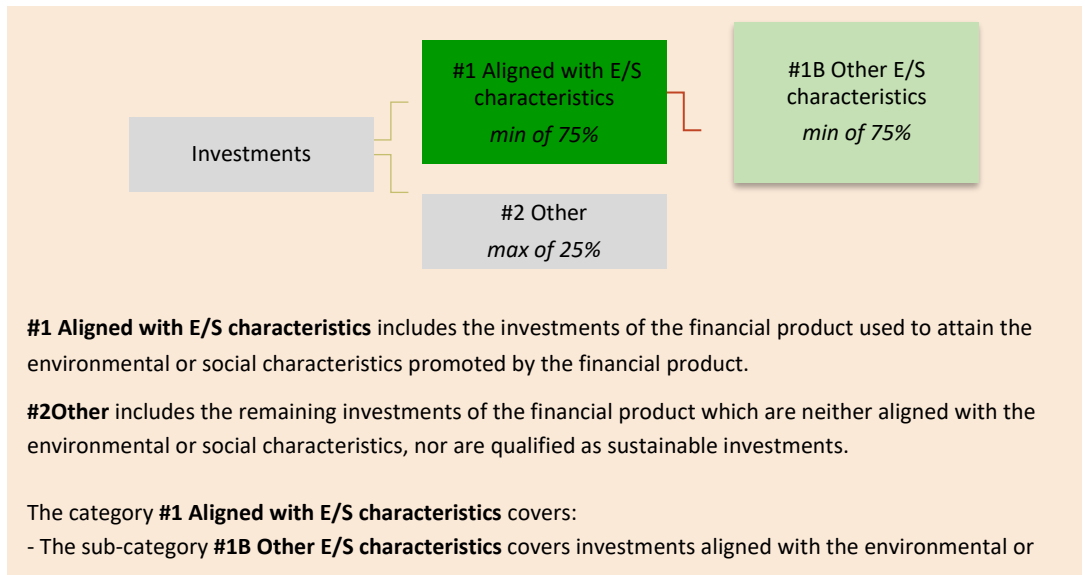 #1 Aligned with E/S
characteristics
min of 75%
#1B Other E/S
characteristics
min of 75%
Investments
#2 Other
max of 25%
#1 Aligned with E/S characteristics includes the investments of the financial product used to attain the
environmental or social characteristics promoted by the financial product.
#2Other includes the remaining investments of the financial product which are neither aligned with the
environmental or social characteristics, nor are qualified as sustainable investments.
The category #1 Aligned with E/S characteristics covers:
- The sub-category #1B Other E/S characteristics covers investments aligned with the environmental or